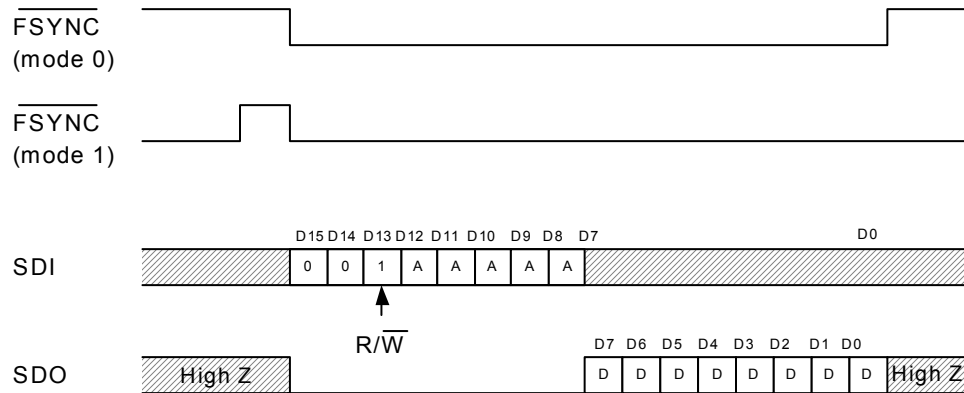 FSYNC
(mode 0)
FSYNC
(mode 1)
D15 D14 D13 D12 D11 D10 D9 D8 D7 D0
SDI 0 0 1 A A A A A
R/W
D7 D6 D5 D4 D3 D2 D1 D0
SDO High Z D D D D D D D D High Z